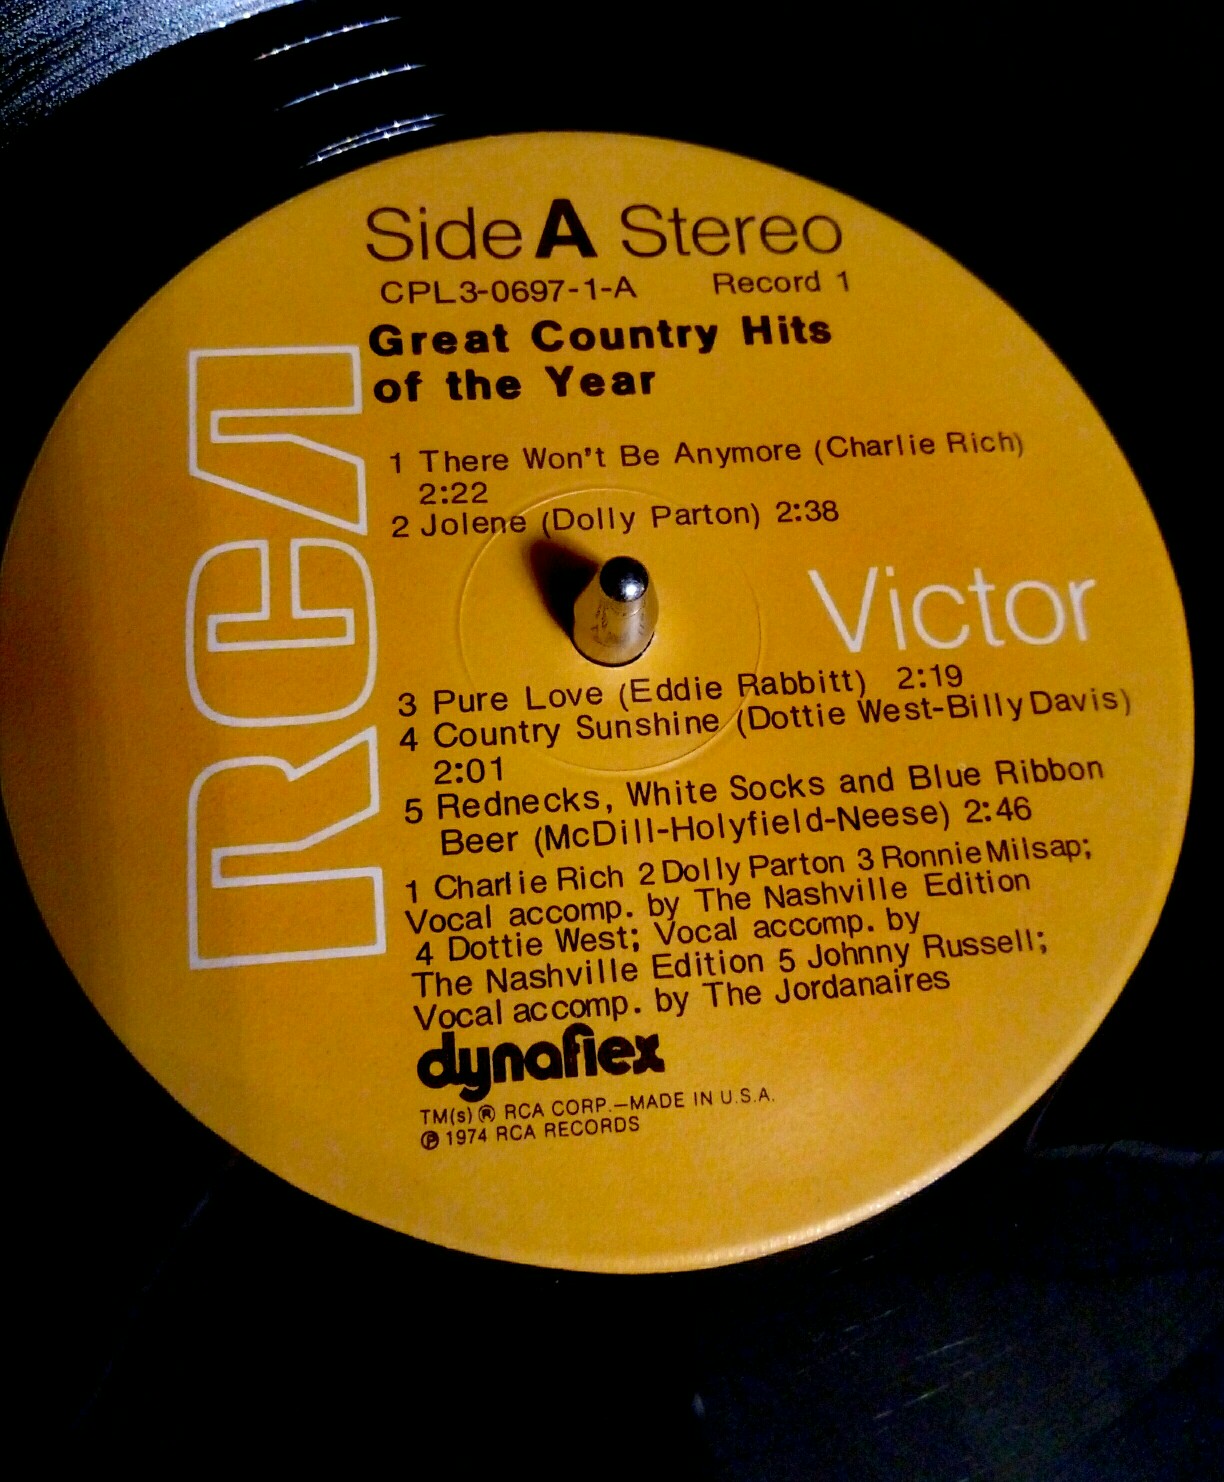 Side A Stereo
CPL3-0697-1-A Record 1
Great Country Hits
of the Year
1 There Won't Be Anymore (Charlie Rich)
2:22
2 Jolene (Dolly Parton) 2:38
RCA
Victor
3 Pure Love (Eddie Rabbitt) 2:19
4 Country Sunshine (Dottie West-Billy Davis)
2:01
5 Rednecks, White Socks and Blue Ribbon
Beer (McDill-Holyfield-Neese) 2:46
1 Charlie Rich 2 Dolly Parton 3 Ronnie Milsap;
Vocal accomp. by The Nashville Edition
4 Dottie West; Vocal accomp. by
The Nashville Edition 5 Johnny Russell;
Vocal accomp. by The Jordanaires
dynaflex
TM(s) ® RCA CORP.—MADE IN U.S.A.
℗ 1974 RCA RECORDS